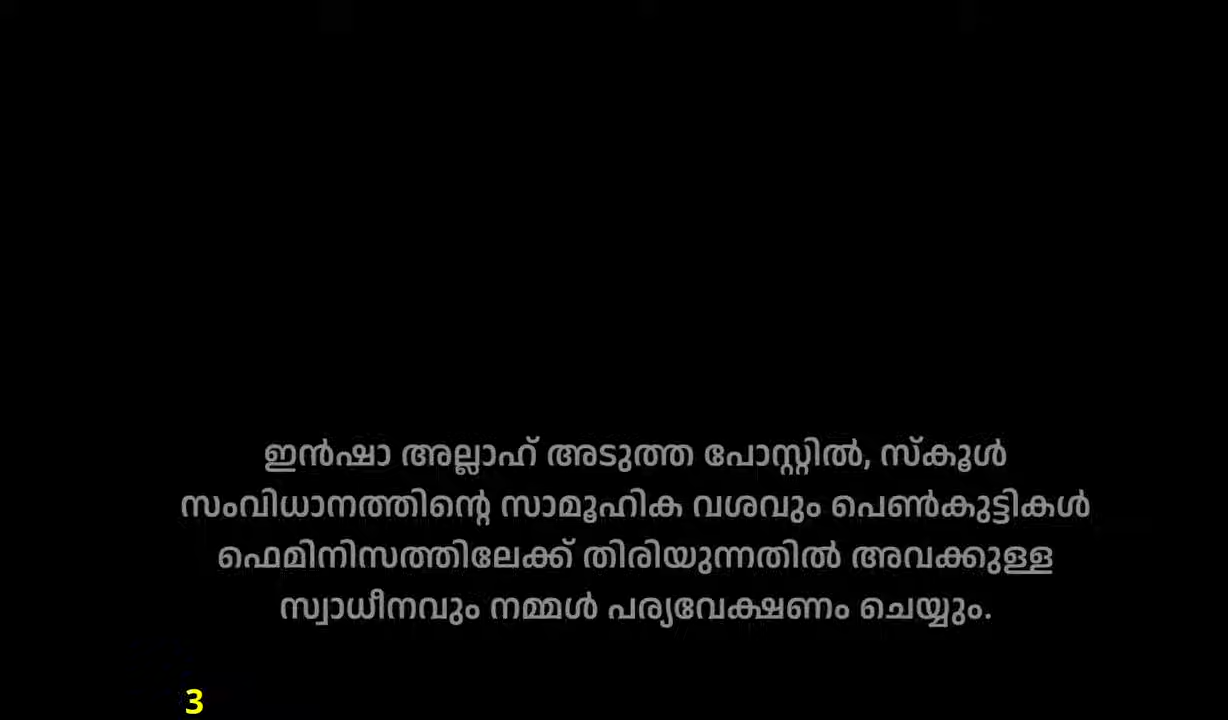 ഇൻഷാ അല്ലാഹ് അടുത്ത പോസ്റ്റിൽ, സ്കൂൾ
സംവിധാനത്തിന്റെ സാമൂഹിക വശവും പെൺകുട്ടികൾ
ഫെമിനിസത്തിലേക്ക് തിരിയുന്നതിൽ അവക്കുള്ള
സ്വാധീനവും നമ്മൾ പര്യവേക്ഷണം ചെയ്യും.
3